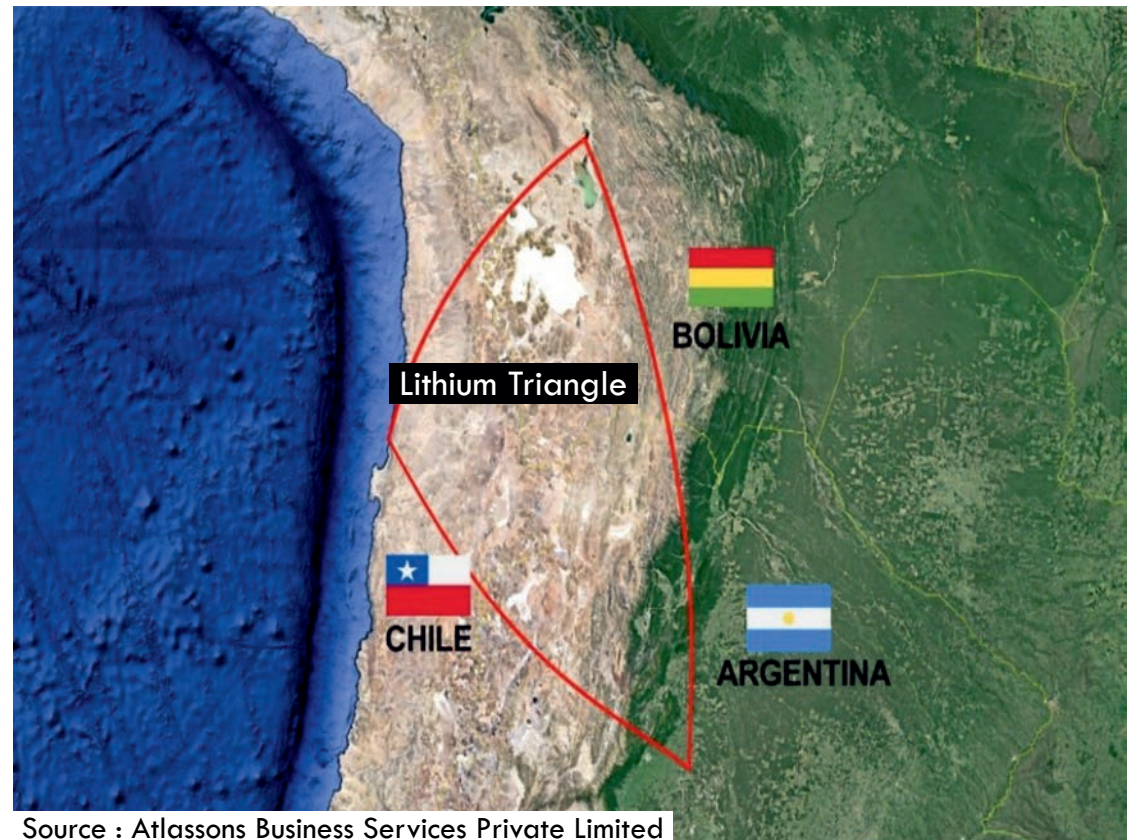 BOLIVIA
Lithium Triangle
CHILE
ARGENTINA
Source : Atlassons Business Services Private Limited